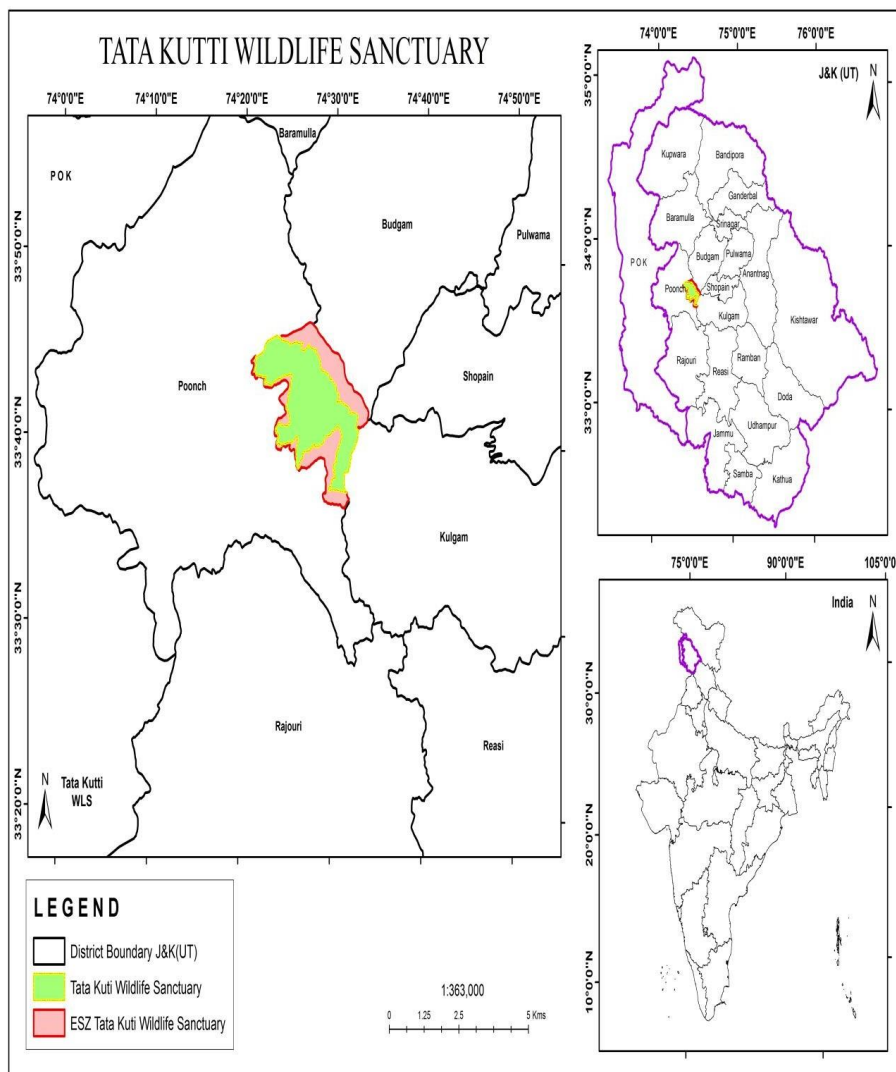 TATA KUTTI WILDLIFE SANCTUARY
74°0'0"E 74°10'0"E 74°20'0"E 74°30'0"E 74°40'0"E 74°50'0"E
33°50'0"N
33°40'0"N
33°30'0"N
33°20'0"N
P O K
Baramulla
Budgam
Pulwama
Shopain
Poonch
Kulgam
Rajouri
Reasi
N
Tata Kutti
WLS
74°0'0"E 75°0'0"E 76°0'0"E
J&K (UT)
N
35°0'0"N
34°0'0"N
33°0'0"N
Kupwara
Bandipora
Ganderbal
Baramulla
Srinagar
Budgam
Pulwama
P O K
Anantnag
Poonch
Shopain
Kulgam
Kishtawar
Rajouri
Reasi
Ramban
Doda
Udhampur
Jammu
Samba
Kathua
75°0'0"E 90°0'0"E 105°0'0
India
N
30°0'0"N
20°0'0"N
10°0'0"N
LEGEND
District Boundary J&K(UT)
Tata Kuti Wildlife Sanctuary
ESZ Tata Kuti Wildlife Sanctuary
1:363,000
0 1.25 2.5 5 Kms